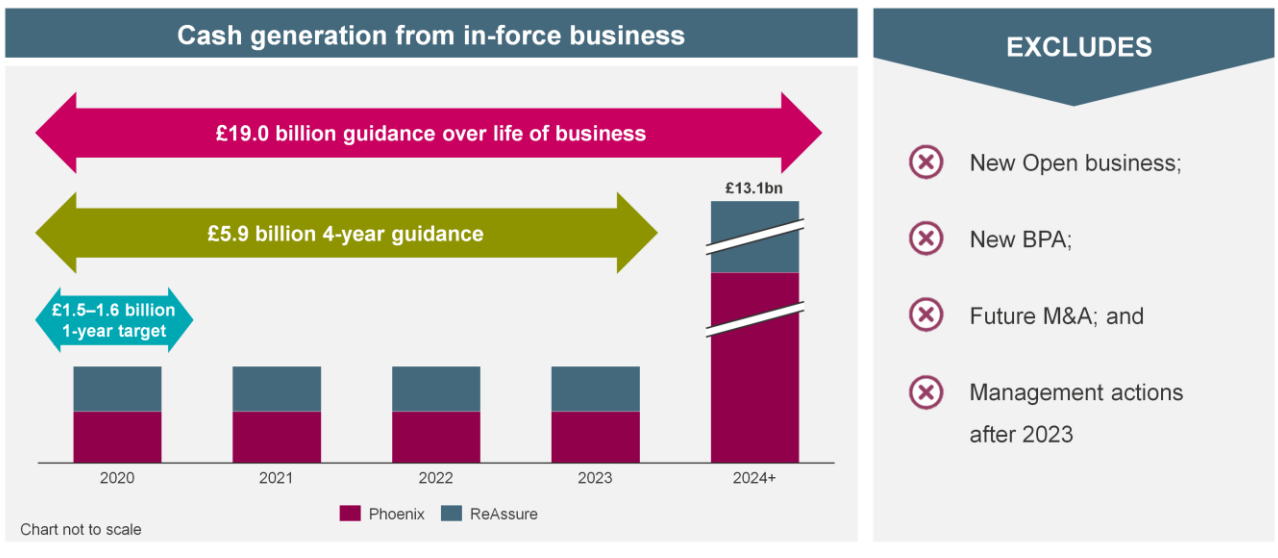 Cash generation from in-force business
£19.0 billion guidance over life of business
£13.1bn
£5.9 billion 4-year guidance
£1.5–1.6 billion
1-year target
2020
2021
2022
2023
2024+
Phoenix
ReAssure
Chart not to scale
EXCLUDES
New Open business;
New BPA;
Future M&A; and
Management actions
after 2023